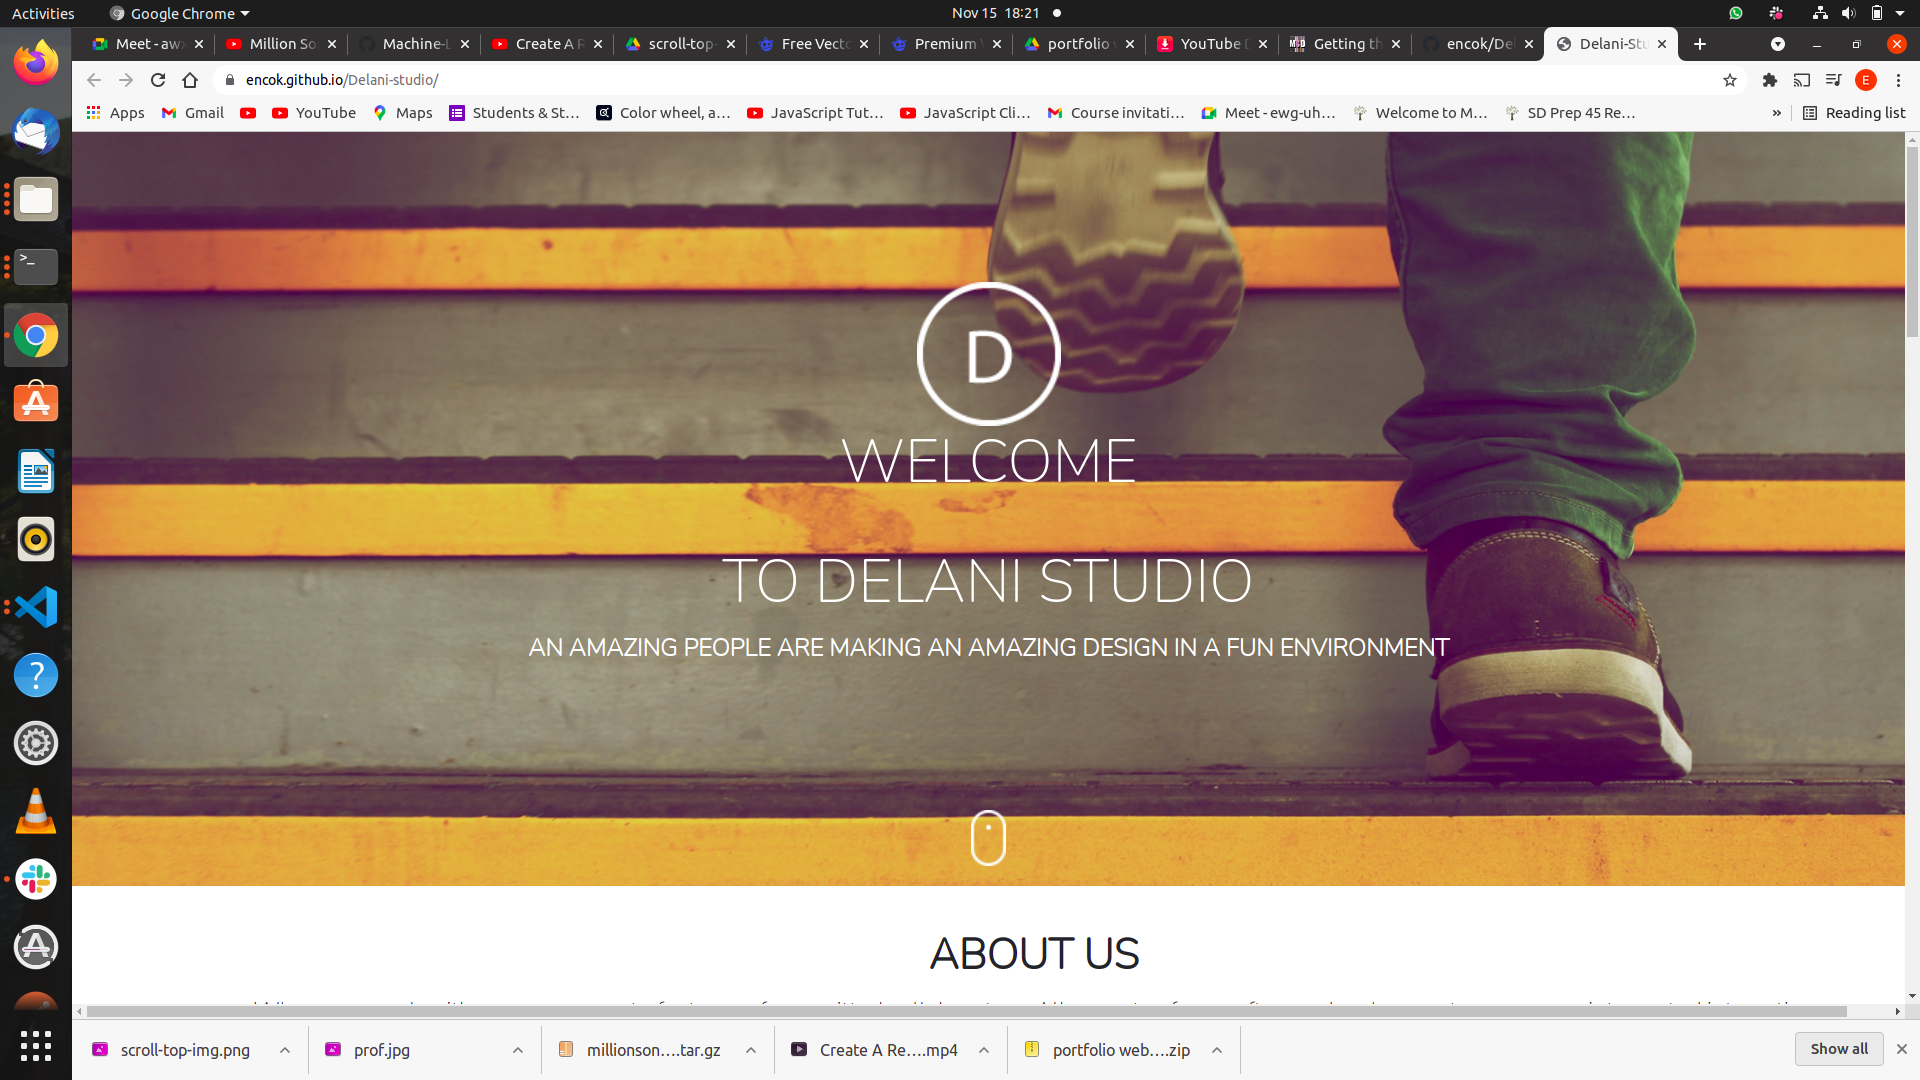 Activities
Google Chrome
Nov 15 18:21
Meet - aw
Million So
Machine-L
Create A R
scroll-top-
Free Vecto
Premium
portfolio
YouTube
Getting th
encok/De
Delani-Stu
encok.github.io/Delani-studio/
E
Apps
Gmail
YouTube
Maps
Students & St...
Color wheel, a...
JavaScript Tut...
JavaScript Cli...
Course invitati...
Meet - ewg-uh...
Welcome to M...
SD Prep 45 Re...
»
Reading list
D
WELCOME
TO DELANI STUDIO
AN AMAZING PEOPLE ARE MAKING AN AMAZING DESIGN IN A FUN ENVIRONMENT
ABOUT US
scroll-top-img.png
prof.jpg
millionson....tar.gz
Create A Re....mp4
portfolio web....zip
Show all